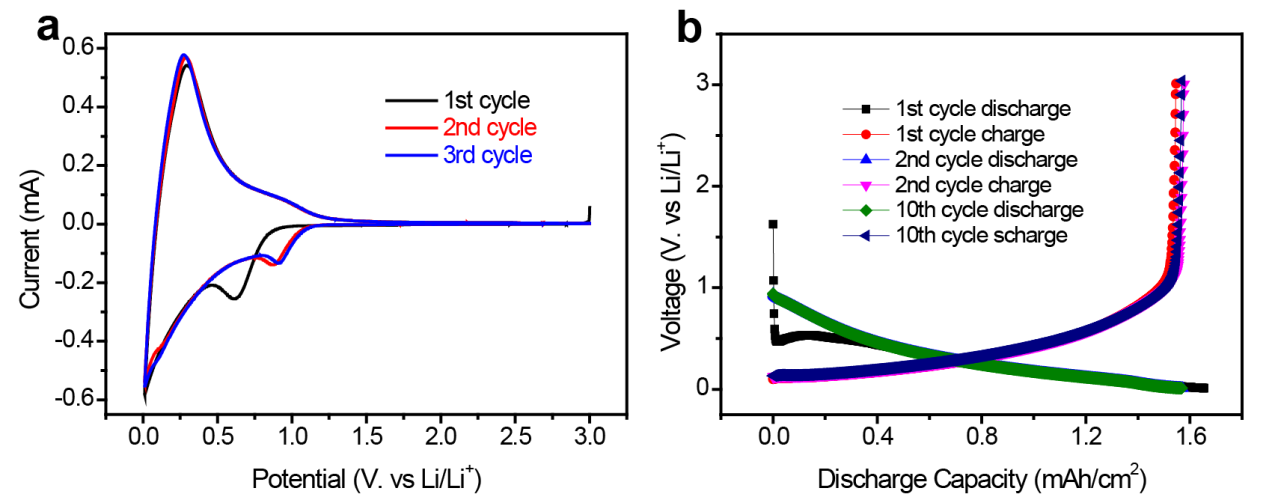 a
0.6
0.4
0.2
0.0
-0.2
-0.4
-0.6
Current (mA)
1st cycle
2nd cycle
3rd cycle
0.0 0.5 1.0 1.5 2.0 2.5 3.0
Potential (V. vs Li/Li⁺)
b
3
2
1
0
Voltage (V. vs Li/Li⁺)
1st cycle discharge
1st cycle charge
2nd cycle discharge
2nd cycle charge
10th cycle discharge
10th cycle scharge
0.0 0.4 0.8 1.2 1.6
Discharge Capacity (mAh/cm²)